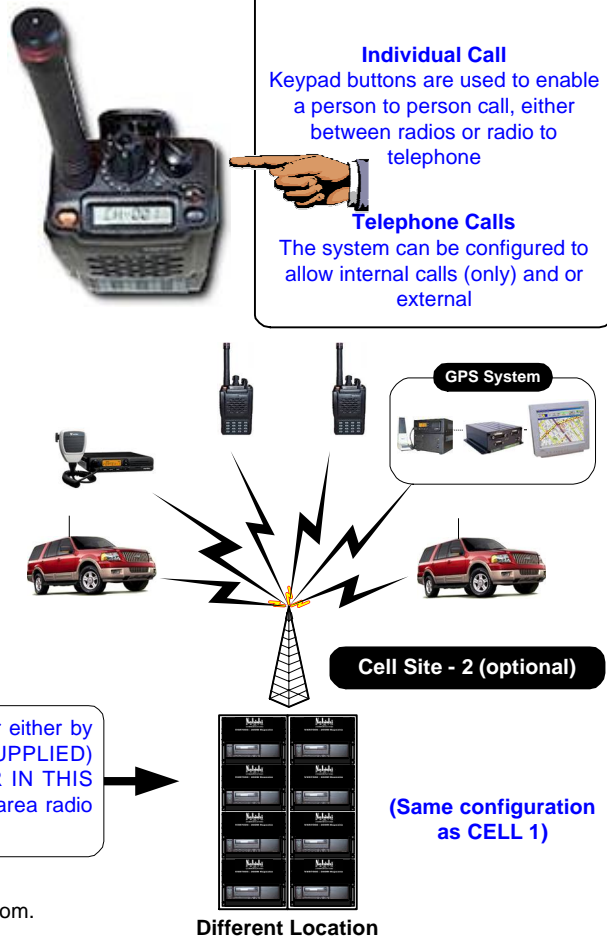 Individual Call
Keypad buttons are used to enable
a person to person call, either
between radios or radio to
telephone
CH-001
Telephone Calls
The system can be configured to
allow internal calls (only) and or
external
GPS System
Cell Site - 2 (optional)
either by
UPPLIED)
IN THIS
area radio
(Same configuration
as CELL 1)
om.
Different Location